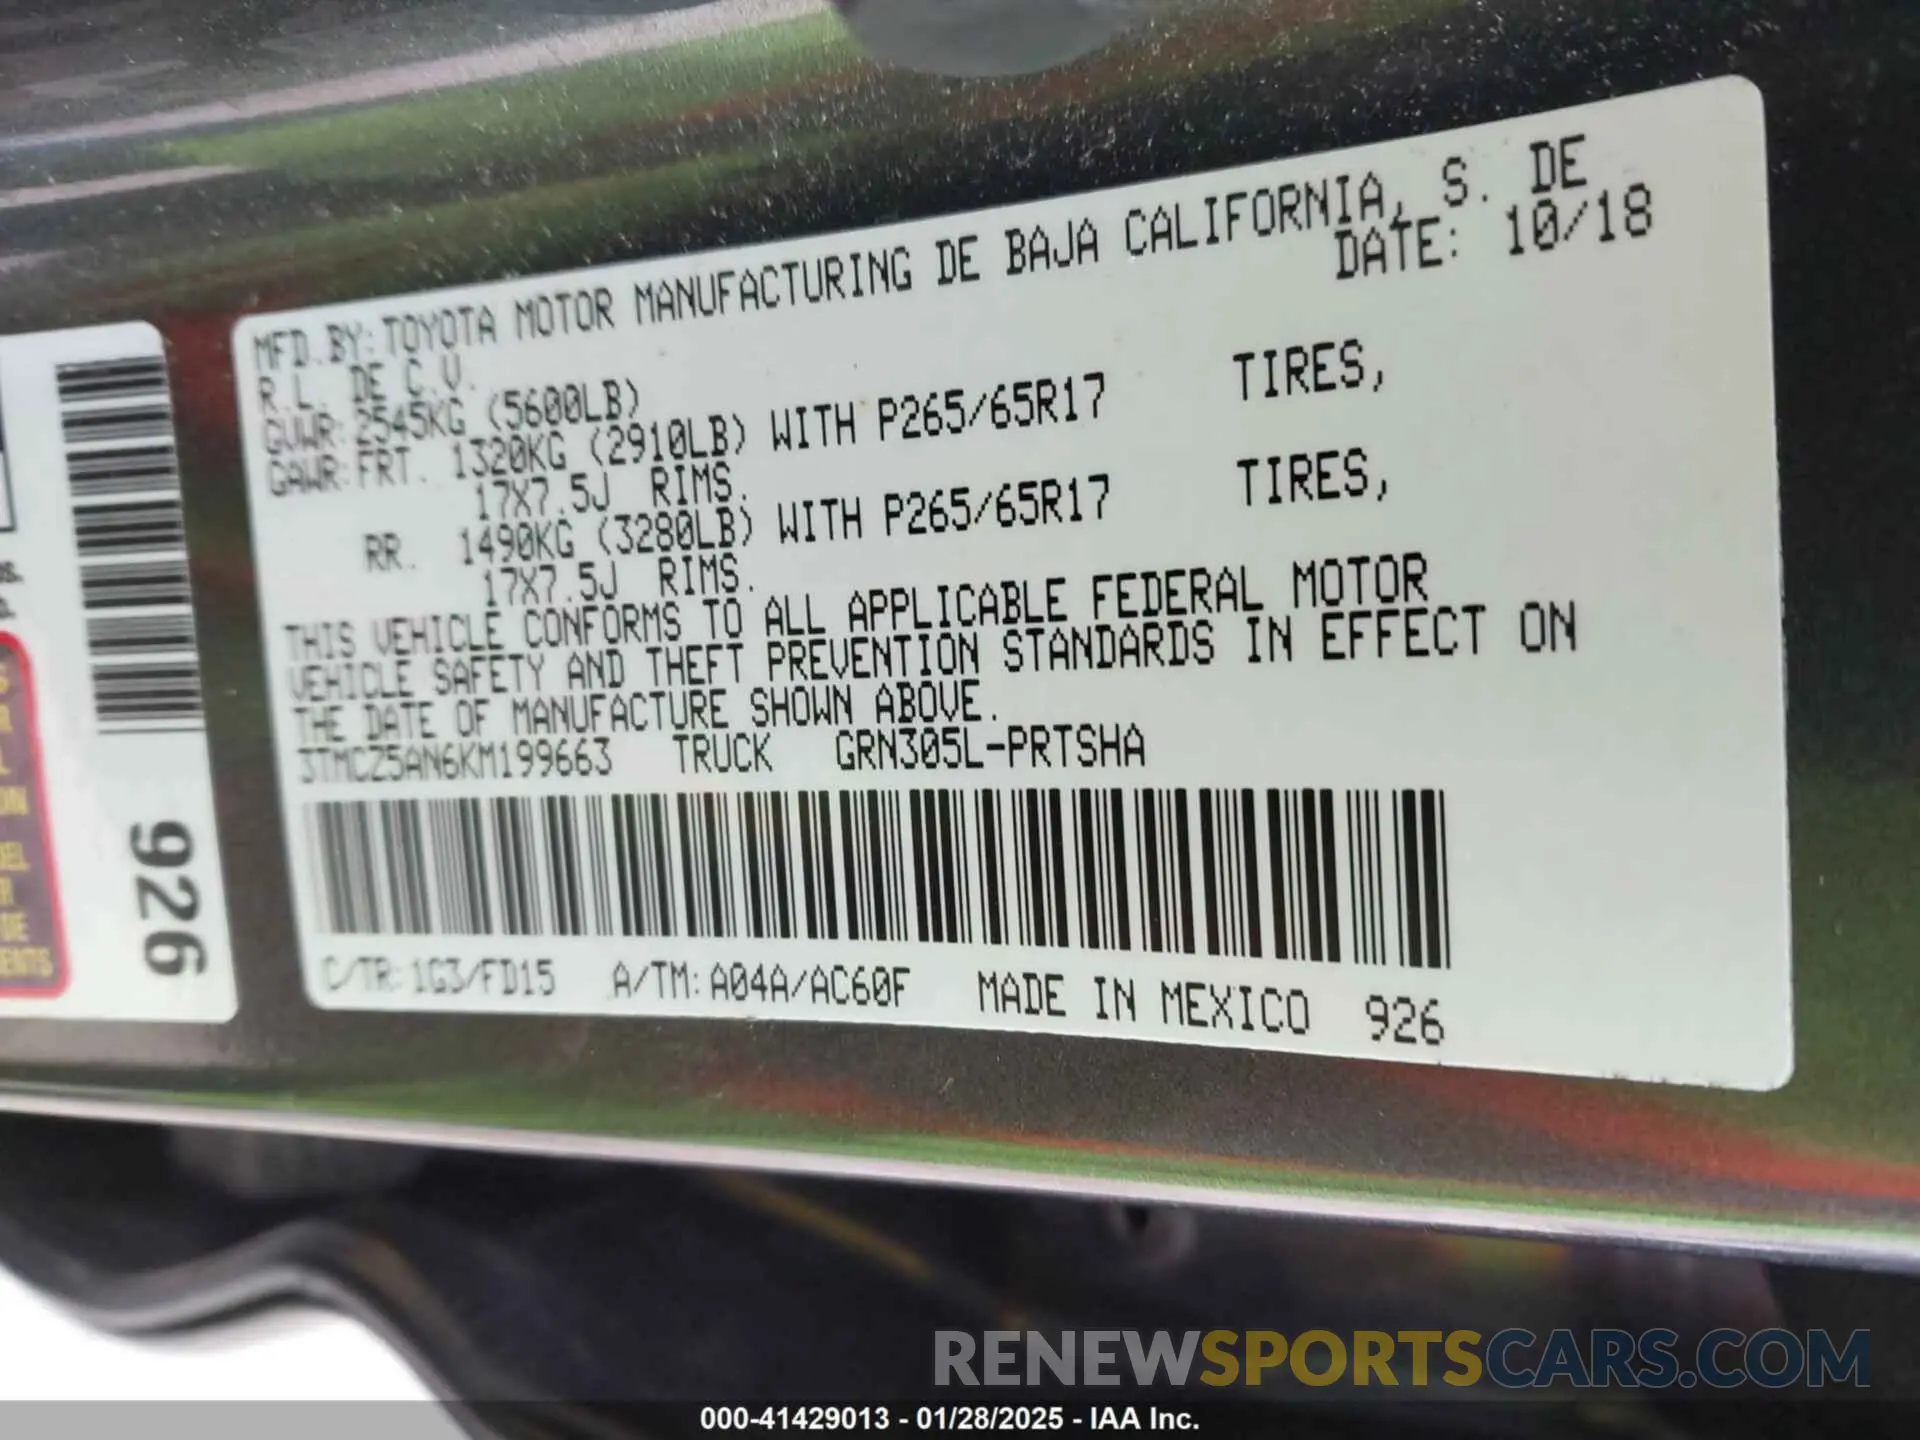 MFD.BY:TOYOTA MOTOR MANUFACTURING DE BAJA CALIFORNIA, S. DE
R.L. DE C.V. DATE: 10/18
GVWR:2545KG (5600LB)
GAWR:FRT. 1320KG (2910LB) WITH P265/65R17 TIRES,
17X7.5J RIMS.
RR. 1490KG (3280LB) WITH P265/65R17 TIRES,
17X7.5J RIMS.
THIS VEHICLE CONFORMS TO ALL APPLICABLE FEDERAL MOTOR
VEHICLE SAFETY AND THEFT PREVENTION STANDARDS IN EFFECT ON
THE DATE OF MANUFACTURE SHOWN ABOVE.
3TMCZ5AN6KM199663 TRUCK GRN305L-PRTSHA
C/TR:1G3/FD15 A/TM:A04A/AC60F MADE IN MEXICO 926
926
RENEWSPORTSCARS.COM
000-41429013 - 01/28/2025 - IAA Inc.